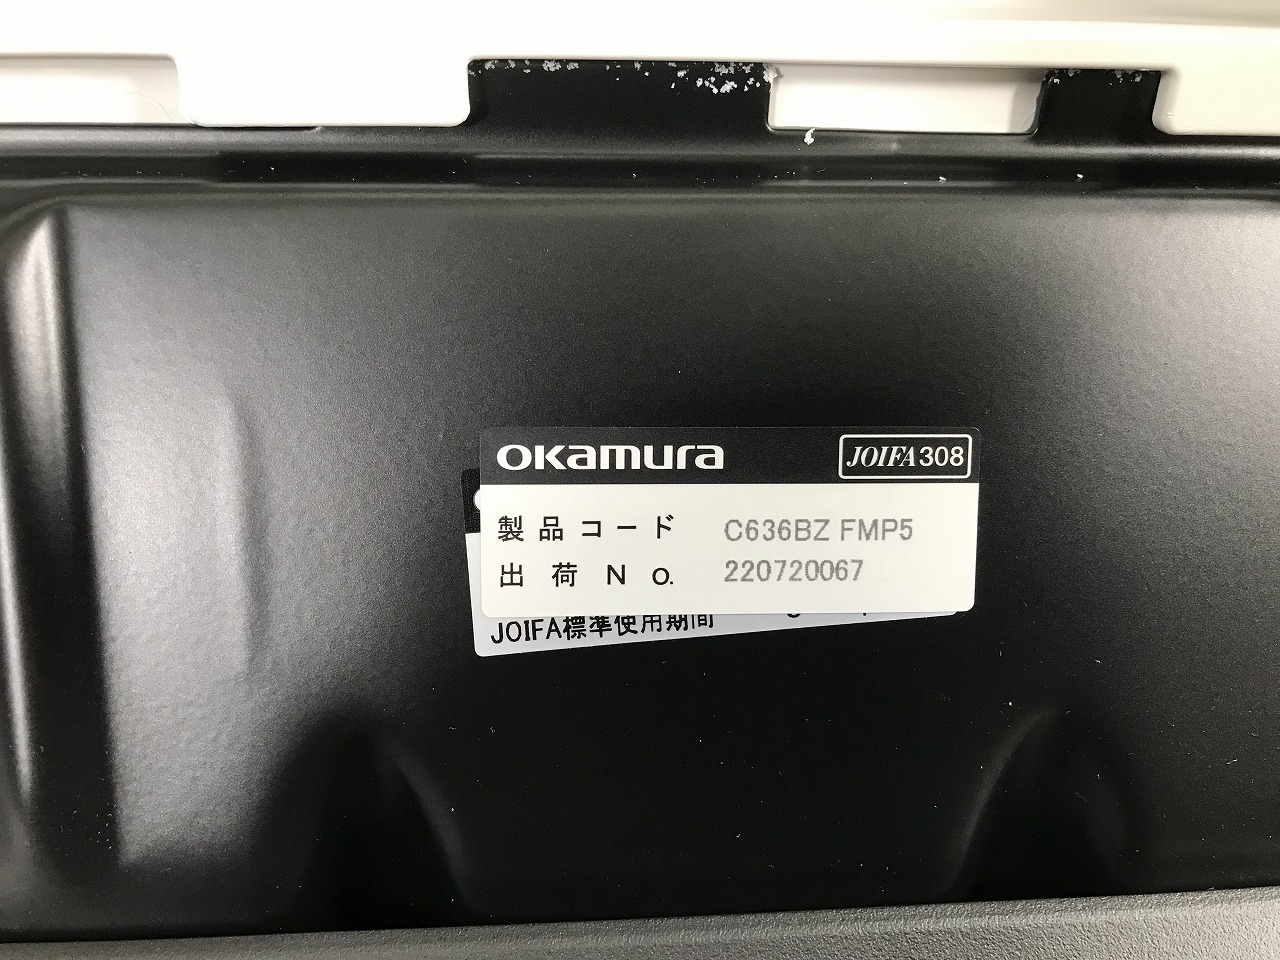 OKamura
JOIFA308
製品コード C636BZ FMP5
出荷No. 220720067
JOIFA標準使用期間